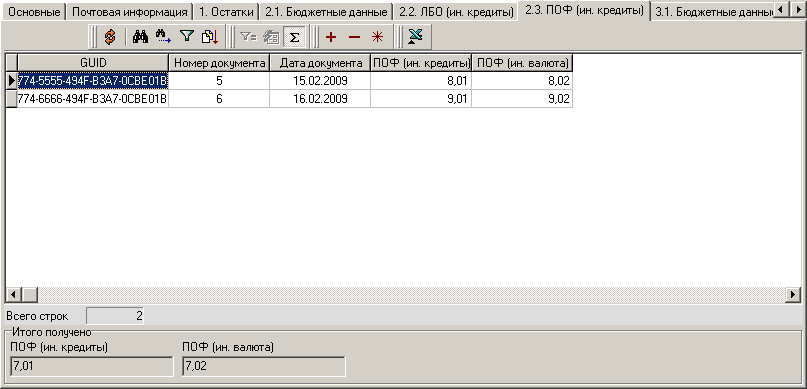 Основные Почтовая информация 1. Остатки 2.1. Бюджетные данные 2.2. ЛБО (ин. кредиты) 2.3. ПОФ (ин. кредиты) 3.1. Бюджетные данные
GUID Номер документа Дата документа ПОФ (ин. кредиты) ПОФ (ин. валюта)
774-5555-494F-B3A7-0CBE01B 5 15.02.2009 8,01 8,02
774-6666-494F-B3A7-0CBE01B 6 16.02.2009 9,01 9,02
Всего строк 2
Итого получено
ПОФ (ин. кредиты) ПОФ (ин. валюта)
7,01 7,02